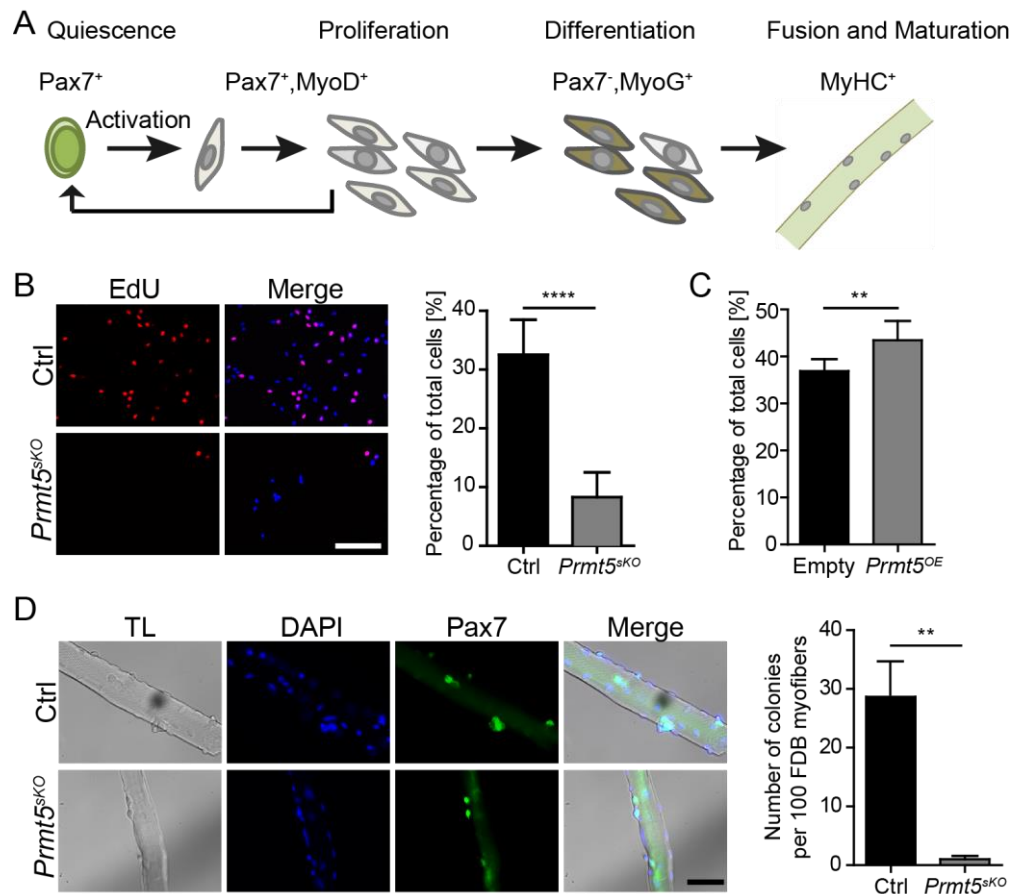 A
Quiescence Proliferation Differentiation Fusion and Maturation
Pax7⁺ Pax7⁺,MyoD⁺ Pax7⁻,MyoG⁺ MyHC⁺
Activation
B
EdU Merge
Ctrl
Prmt5ˢᴷᴼ
Percentage of total cells [%]
40
30
20
10
0
****
Ctrl Prmt5ˢᴷᴼ
C
Percentage of total cells [%]
50
40
30
20
10
0
**
Empty Prmt5ᴼᴱ
D
TL DAPI Pax7 Merge
Ctrl
Prmt5ˢᴷᴼ
Number of colonies
per 100 FDB myofibers
40
30
20
10
0
**
Ctrl Prmt5ˢᴷᴼ